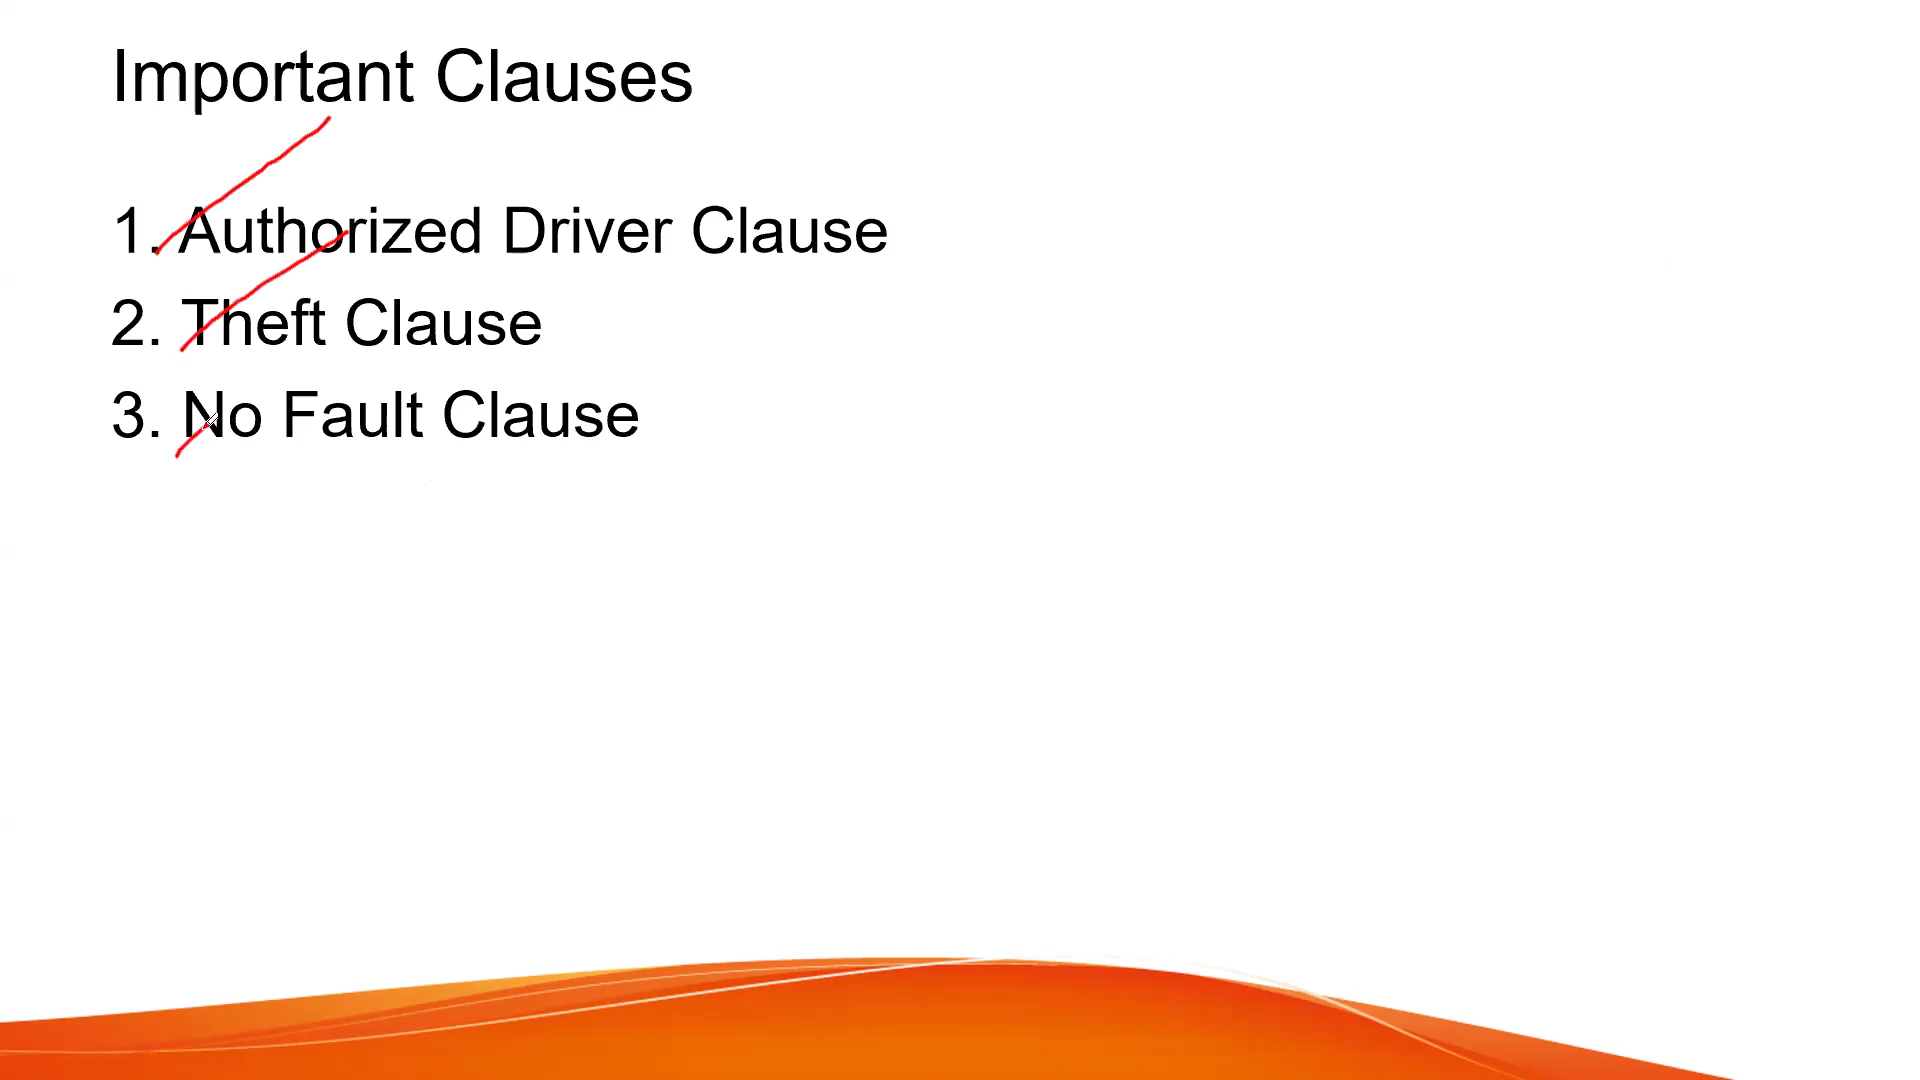 Important Clauses
1. Authorized Driver Clause
2. Theft Clause
3. No Fault Clause